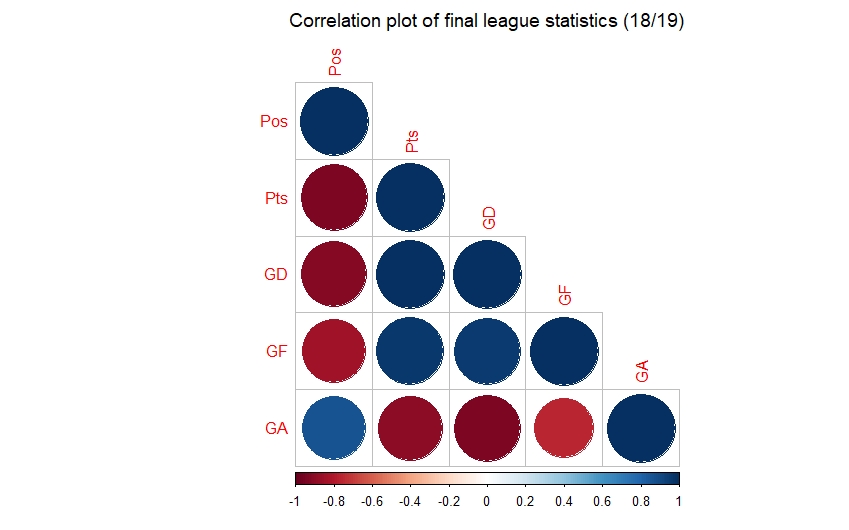 Correlation plot of final league statistics (18/19)
Pos
Pos
Pts
Pts
GD
GD
GF
GF
GA
GA
-1 -0.8 -0.6 -0.4 -0.2 0 0.2 0.4 0.6 0.8 1